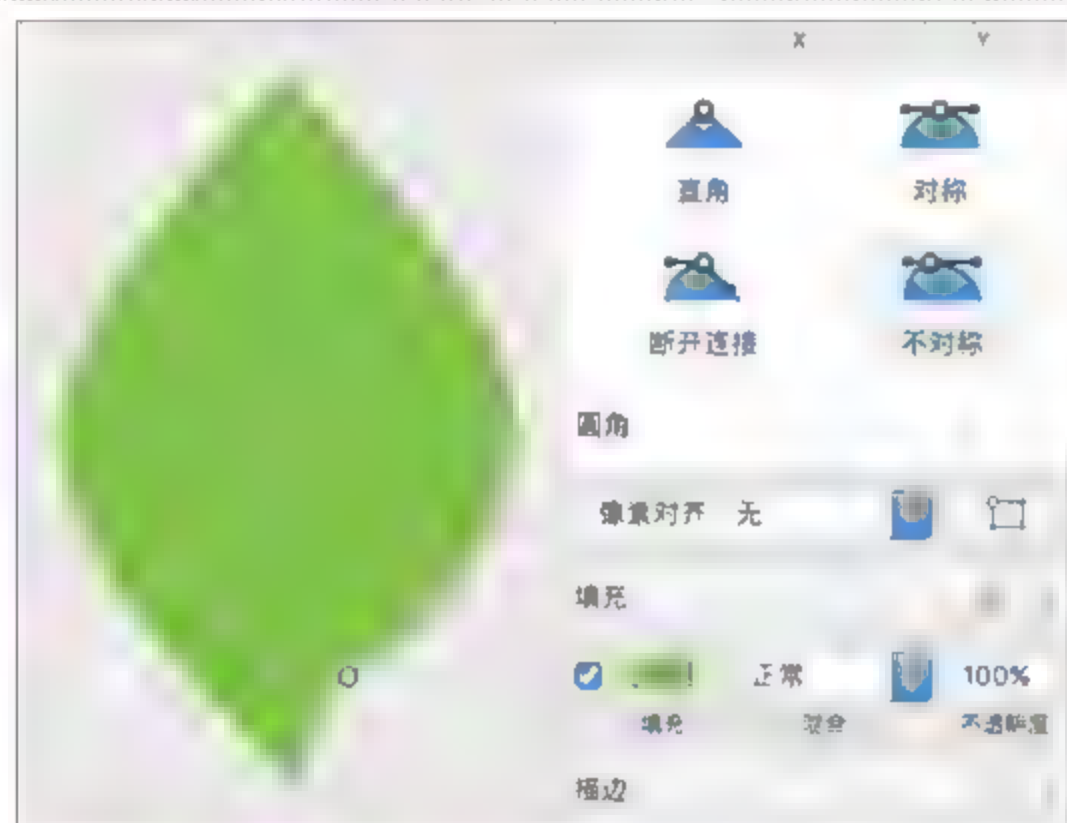 X Y
直角 对称
断开连接 不对称
圆角
像素对齐 无
填充
正常 100%
填充 混合 不透明度
描边